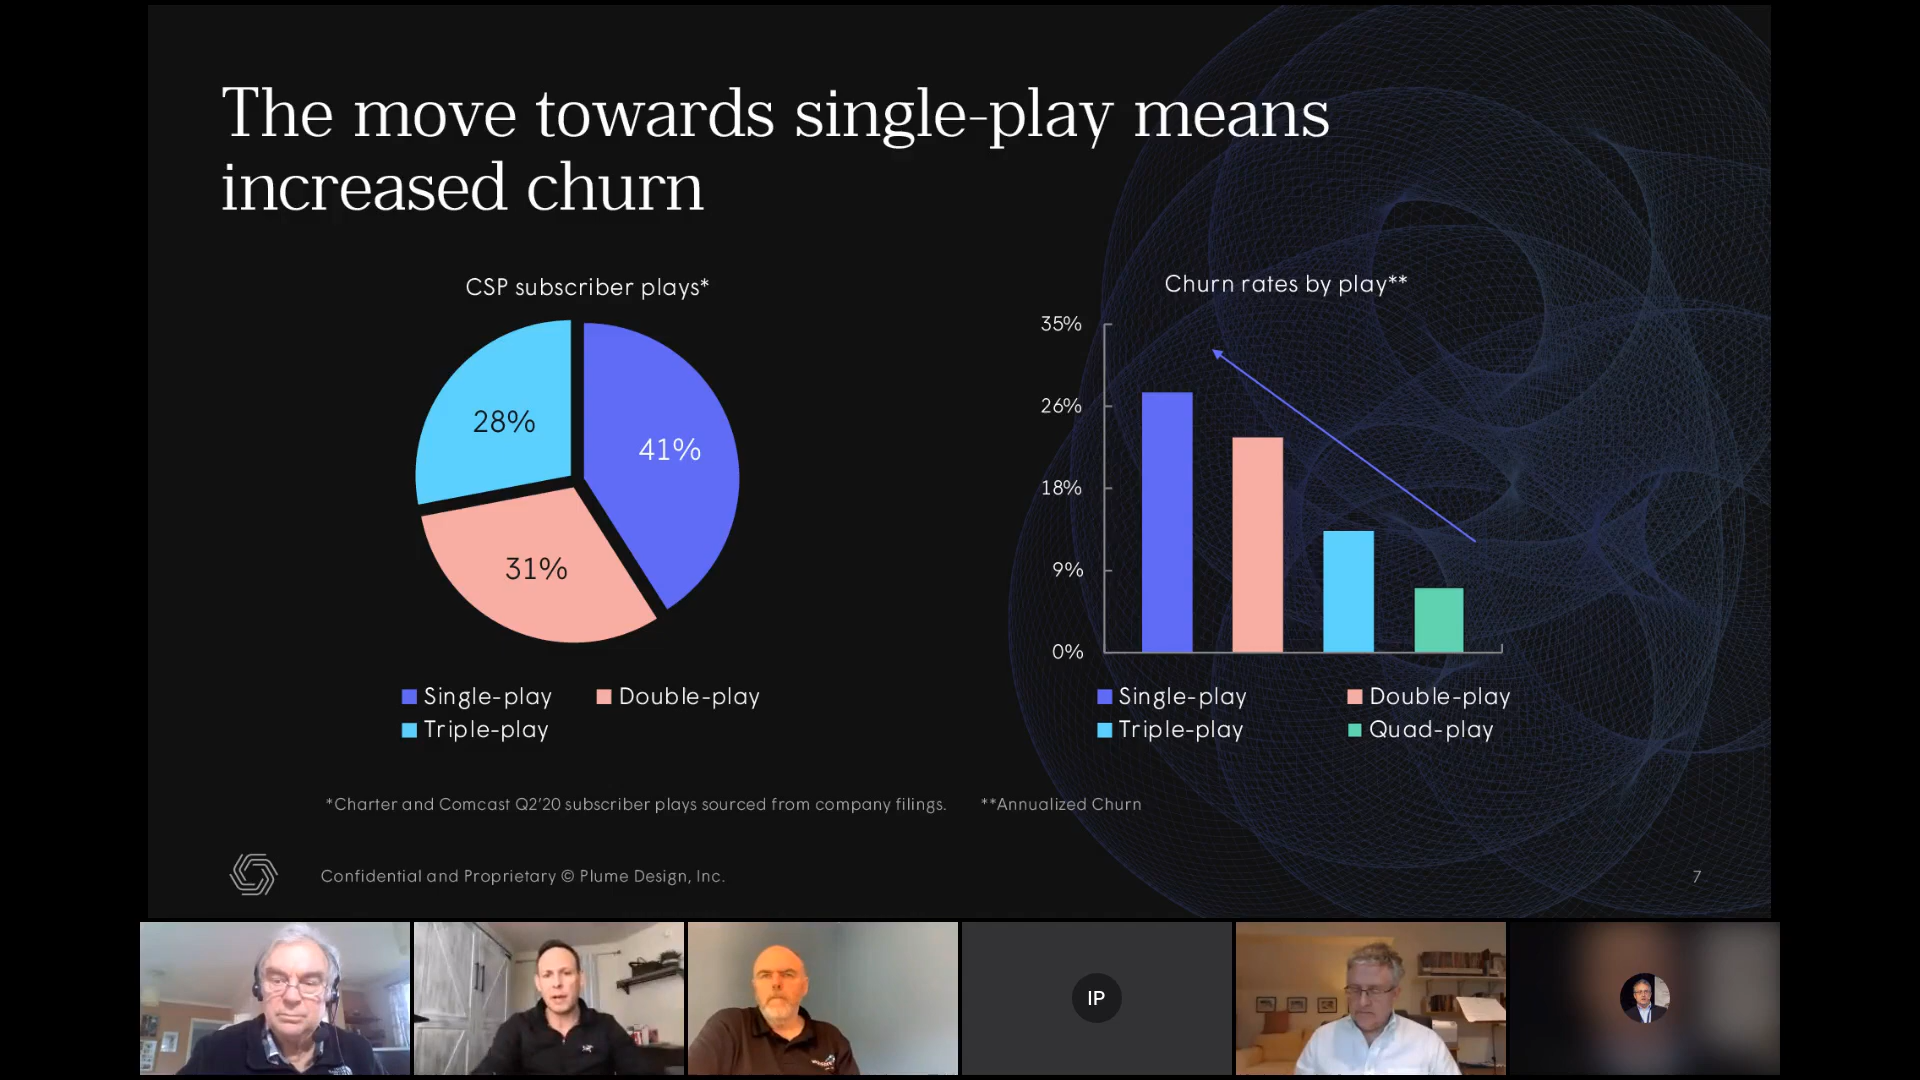 The move towards single-play means
increased churn
CSP subscriber plays*
28%
41%
31%
Single-play
Double-play
Triple-play
Churn rates by play**
35%
26%
18%
9%
0%
Single-play
Double-play
Triple-play
Quad-play
*Charter and Comcast Q2'20 subscriber plays sourced from company filings.
**Annualized Churn
Confidential and Proprietary © Plume Design, Inc.
7
IP